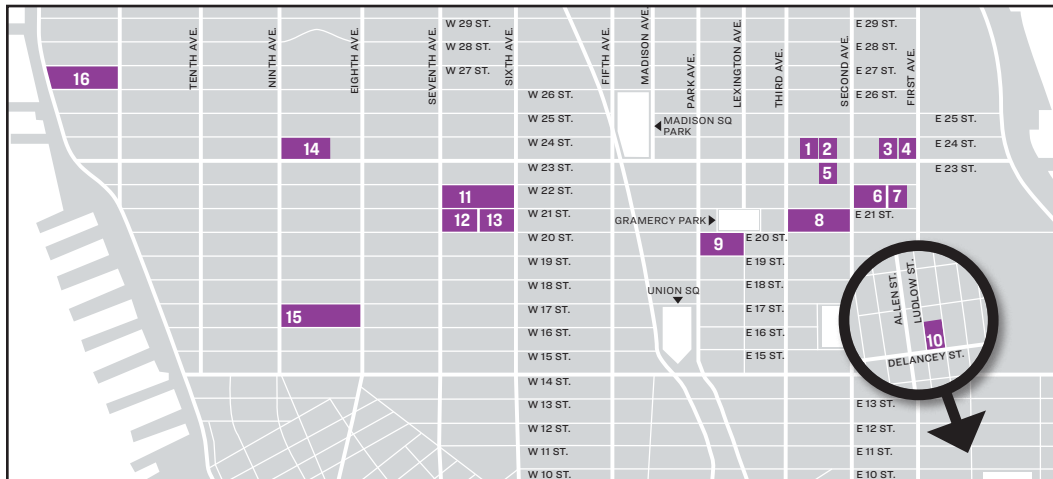 W 29 ST.
E 29 ST.
W 28 ST.
E 28 ST.
W 27 ST.
E 27 ST.
W 26 ST.
E 26 ST.
W 25 ST.
E 25 ST.
W 24 ST.
E 24 ST.
W 23 ST.
E 23 ST.
W 22 ST.
W 21 ST.
E 21 ST.
W 20 ST.
E 20 ST.
W 19 ST.
E 19 ST.
W 18 ST.
E 18 ST.
W 17 ST.
E 17 ST.
W 16 ST.
E 16 ST.
W 15 ST.
E 15 ST.
W 14 ST.
W 13 ST.
E 13 ST.
W 12 ST.
E 12 ST.
W 11 ST.
E 11 ST.
W 10 ST.
E 10 ST.
TENTH AVE.
NINTH AVE.
EIGHTH AVE.
SEVENTH AVE.
SIXTH AVE.
FIFTH AVE.
MADISON AVE.
PARK AVE.
LEXINGTON AVE.
THIRD AVE.
SECOND AVE.
FIRST AVE.
MADISON SQ
PARK
GRAMERCY PARK
UNION SQ
ALLEN ST.
LUDLOW ST.
DELANCEY ST.
16
14
1
2
3
4
5
11
6
7
12
13
8
9
15
10